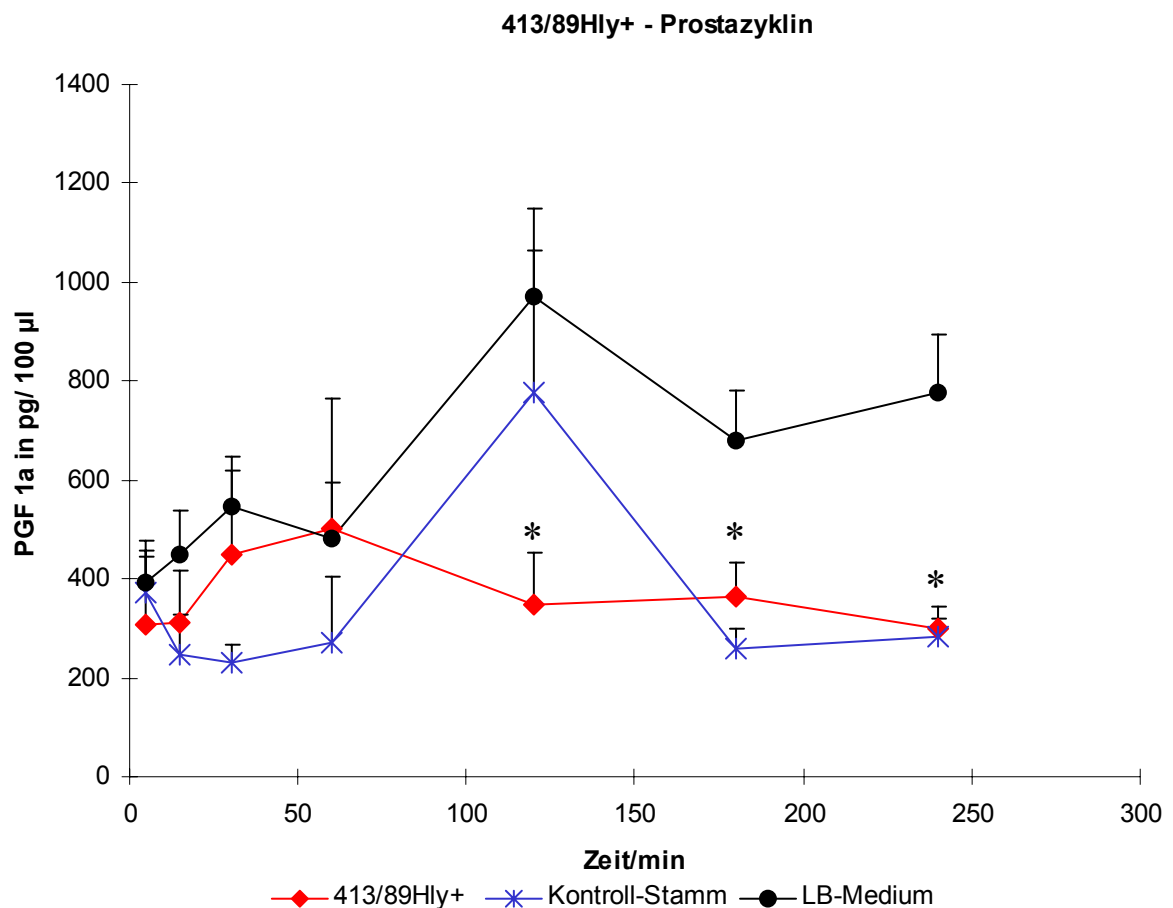 413/89Hly+ - Prostazyklin
1400
1200
1000
800
600
400
200
0
PGF 1a in pg/ 100 µl
* * *
0 50 100 150 200 250 300
Zeit/min
413/89Hly+ Kontroll-Stamm LB-Medium